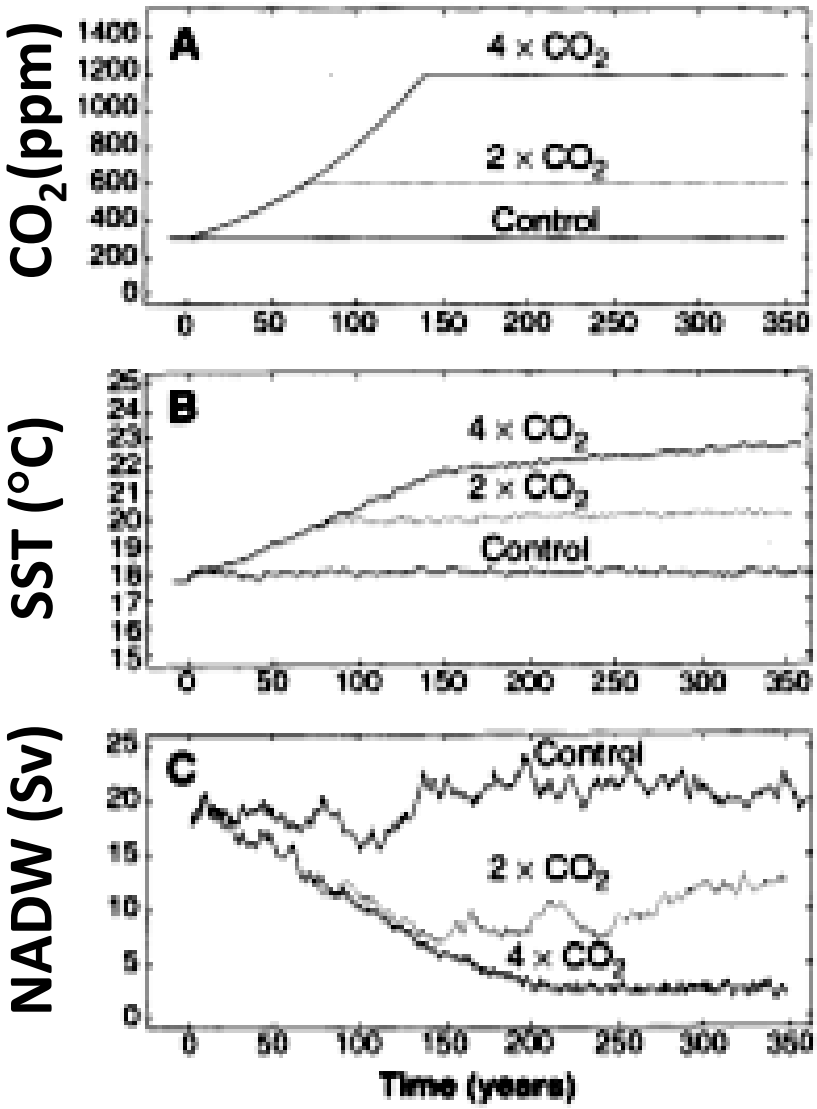 CO2(ppm)
A
1400
1200
1000
800
600
400
200
0
4 × CO2
2 × CO2
Control
0 50 100 150 200 250 300 350
SST (°C)
B
25
24
23
22
21
20
19
18
17
16
15
4 × CO2
2 × CO2
Control
0 50 100 150 200 250 300 350
NADW (Sv)
C
25
20
15
10
5
0
Control
2 × CO2
4 × CO2
0 50 100 150 200 250 300 350
Time (years)